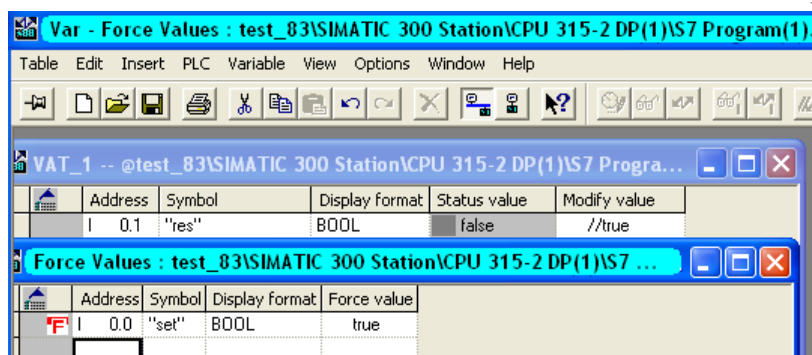 Var - Force Values : test_83\SIMATIC 300 Station\CPU 315-2 DP(1)\S7 Program(1)
Table Edit Insert PLC Variable View Options Window Help
VAT_1 -- @test_83\SIMATIC 300 Station\CPU 315-2 DP(1)\S7 Progra...
Address Symbol Display format Status value Modify value
I 0.1 "res" BOOL false //true
Force Values : test_83\SIMATIC 300 Station\CPU 315-2 DP(1)\S7 ...
Address Symbol Display format Force value
F I 0.0 "set" BOOL true